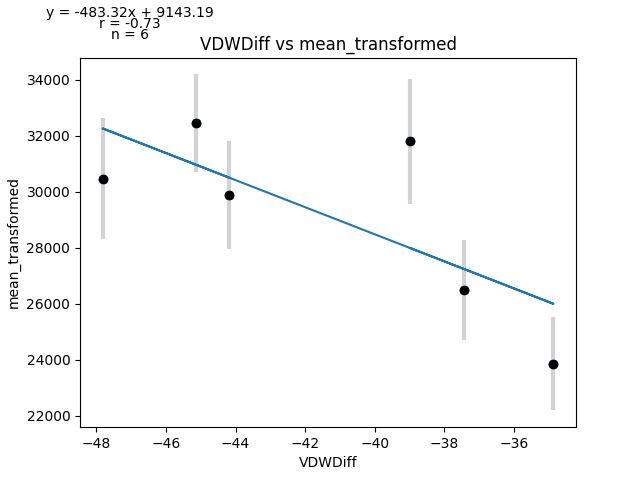 y = -483.32x + 9143.19
r = -0.73
n = 6
VDWDiff vs mean_transformed
34000
32000
30000
28000
26000
24000
22000
mean_transformed
−48
−46
−44
−42
−40
−38
−36
VDWDiff